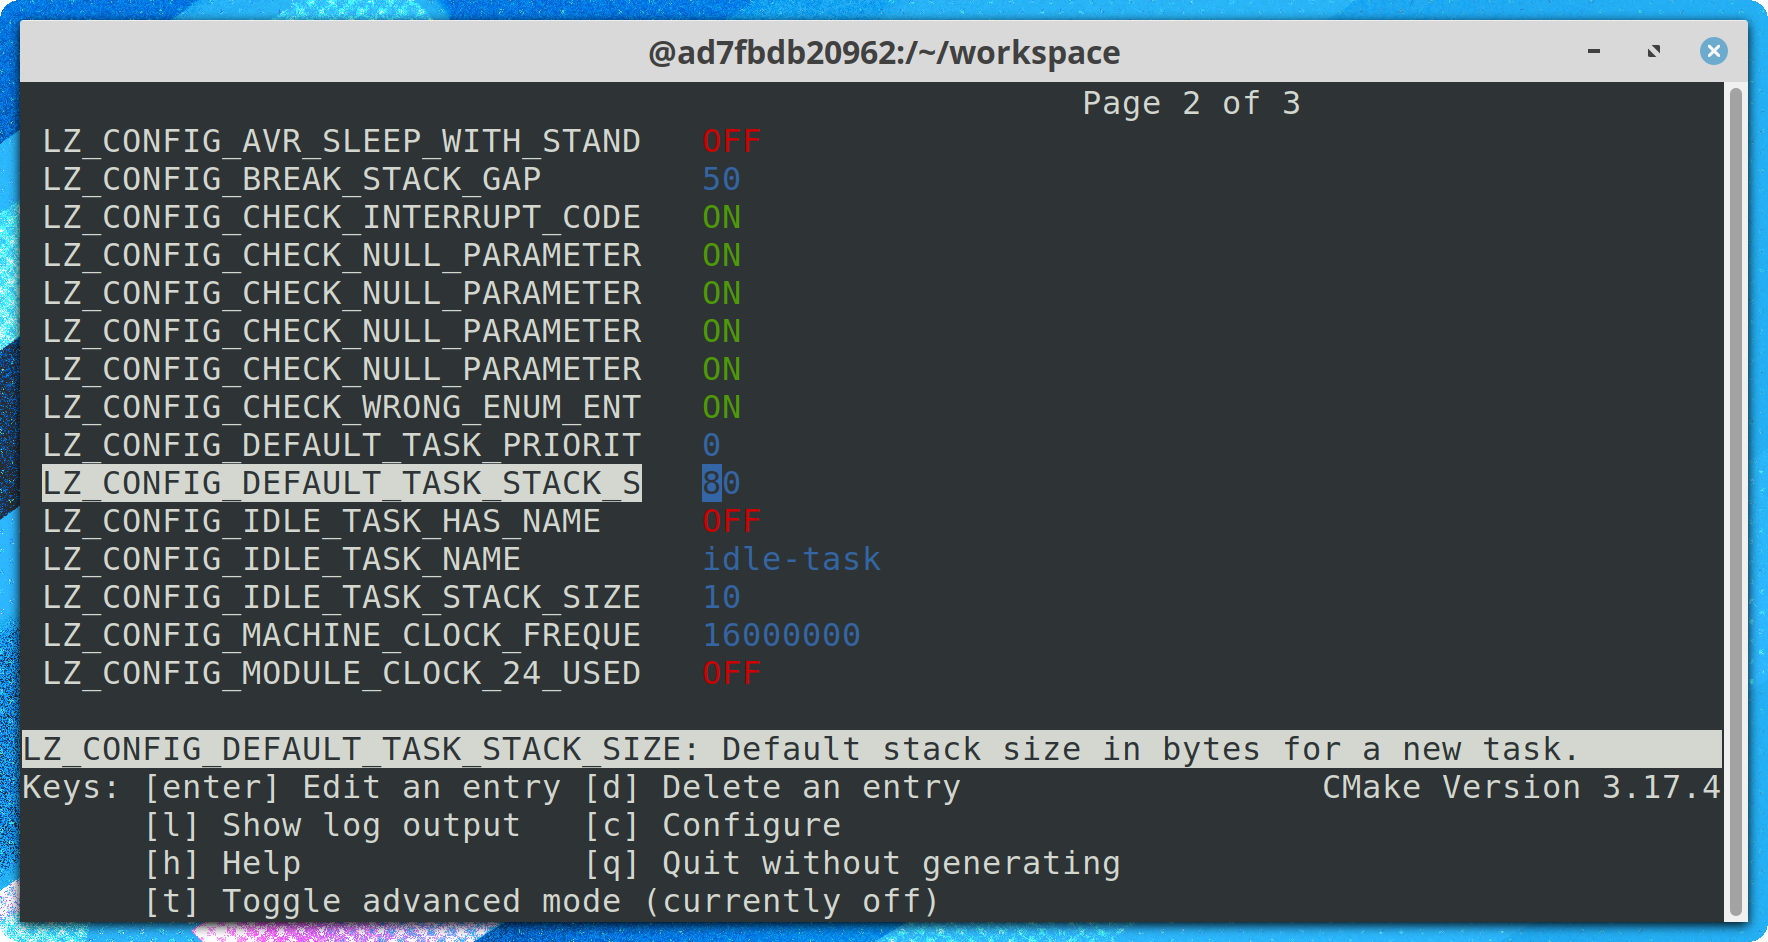 @ad7fbdb20962:/~/workspace
Page 2 of 3
LZ_CONFIG_AVR_SLEEP_WITH_STAND OFF
LZ_CONFIG_BREAK_STACK_GAP 50
LZ_CONFIG_CHECK_INTERRUPT_CODE ON
LZ_CONFIG_CHECK_NULL_PARAMETER ON
LZ_CONFIG_CHECK_NULL_PARAMETER ON
LZ_CONFIG_CHECK_NULL_PARAMETER ON
LZ_CONFIG_CHECK_NULL_PARAMETER ON
LZ_CONFIG_CHECK_WRONG_ENUM_ENT ON
LZ_CONFIG_DEFAULT_TASK_PRIORIT 0
LZ_CONFIG_DEFAULT_TASK_STACK_S 80
LZ_CONFIG_IDLE_TASK_HAS_NAME OFF
LZ_CONFIG_IDLE_TASK_NAME idle-task
LZ_CONFIG_IDLE_TASK_STACK_SIZE 10
LZ_CONFIG_MACHINE_CLOCK_FREQUE 16000000
LZ_CONFIG_MODULE_CLOCK_24_USED OFF
LZ_CONFIG_DEFAULT_TASK_STACK_SIZE: Default stack size in bytes for a new task.
Keys: [enter] Edit an entry [d] Delete an entry CMake Version 3.17.4
[l] Show log output [c] Configure
[h] Help [q] Quit without generating
[t] Toggle advanced mode (currently off)